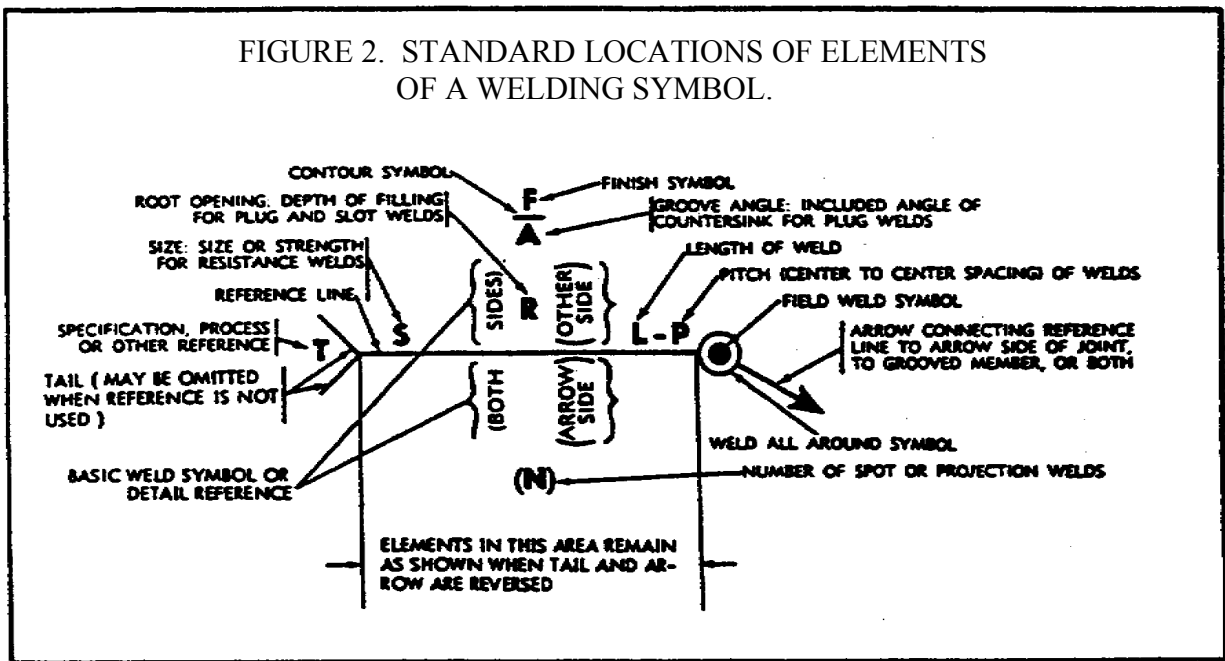 FIGURE 2. STANDARD LOCATIONS OF ELEMENTS
OF A WELDING SYMBOL.
CONTOUR SYMBOL
F
FINISH SYMBOL
ROOT OPENING: DEPTH OF FILLING
FOR PLUG AND SLOT WELDS
A
GROOVE ANGLE: INCLUDED ANGLE OF
COUNTERSINK FOR PLUG WELDS
SIZE: SIZE OR STRENGTH
FOR RESISTANCE WELDS
LENGTH OF WELD
PITCH (CENTER TO CENTER SPACING) OF WELDS
REFERENCE LINE
FIELD WELD SYMBOL
S
(BOTH SIDES)
R
(OTHER
SIDE)
L - P
SPECIFICATION, PROCESS
OR OTHER REFERENCE
T
ARROW CONNECTING REFERENCE
LINE TO ARROW SIDE OF JOINT,
TO GROOVED MEMBER, OR BOTH
TAIL ( MAY BE OMITTED
WHEN REFERENCE IS NOT
USED )
(ARROW
SIDE)
WELD ALL AROUND SYMBOL
BASIC WELD SYMBOL OR
DETAIL REFERENCE
(N)
NUMBER OF SPOT OR PROJECTION WELDS
ELEMENTS IN THIS AREA REMAIN
AS SHOWN WHEN TAIL AND AR-
ROW ARE REVERSED